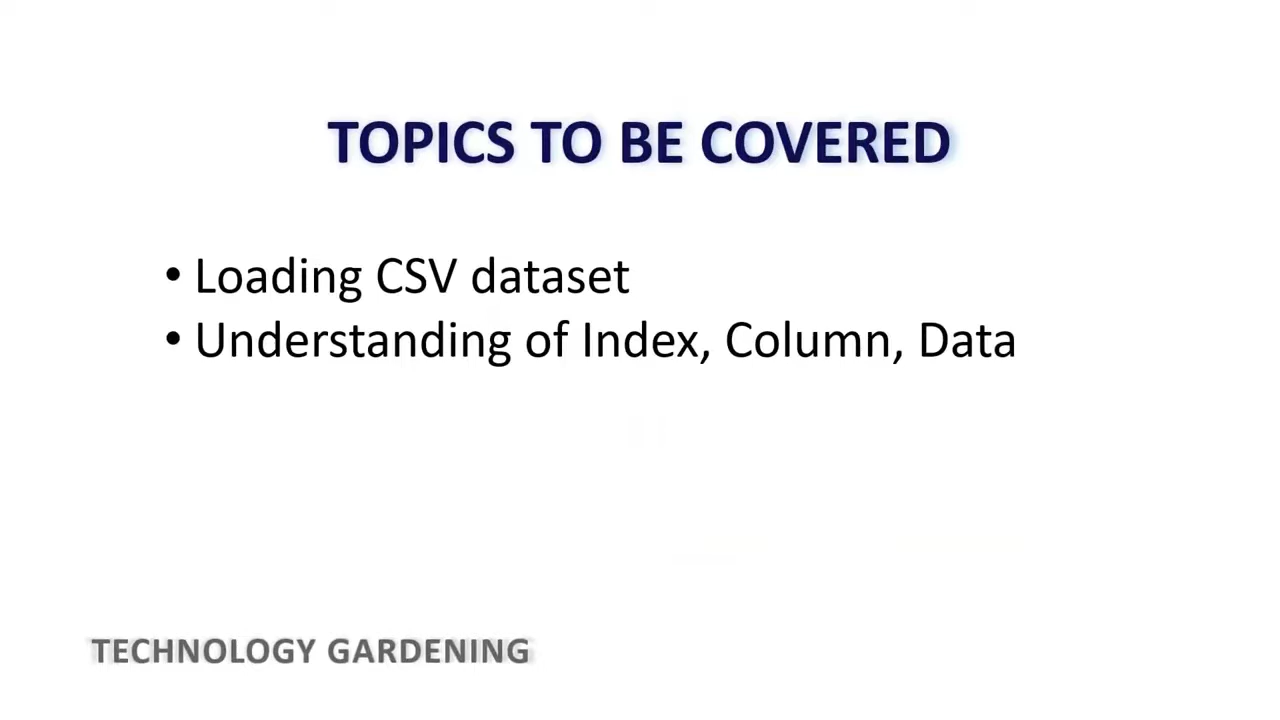 TOPICS TO BE COVERED
• Loading CSV dataset
• Understanding of Index, Column, Data
TECHNOLOGY GARDENING